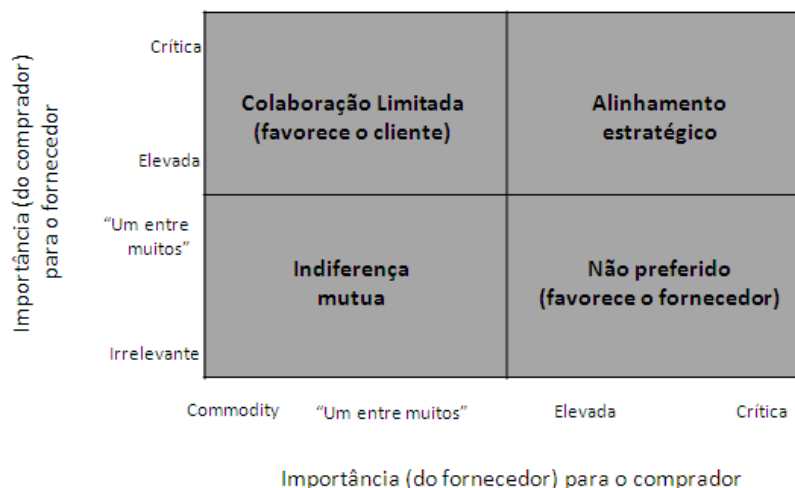 Importância (do comprador)
para o fornecedor
Crítica
Elevada
“Um entre
muitos”
Irrelevante
Colaboração Limitada
(favorece o cliente)
Alinhamento
estratégico
Indiferença
mutua
Não preferido
(favorece o fornecedor)
Commodity
“Um entre muitos”
Elevada
Crítica
Importância (do fornecedor) para o comprador